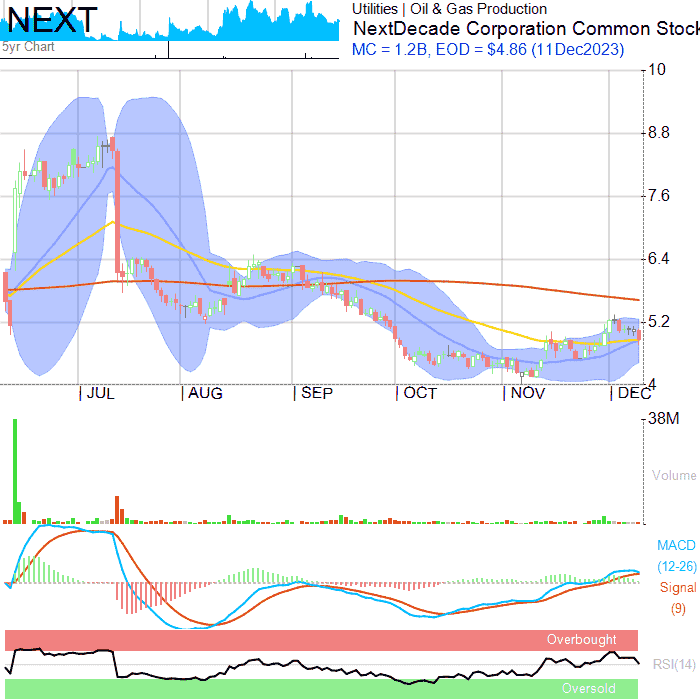 NEXT
5yr Chart
Utilities | Oil & Gas Production
NextDecade Corporation Common Stock
MC = 1.2B, EOD = $4.86 (11Dec2023)
10
8.8
7.6
6.4
5.2
4
JUL AUG SEP OCT NOV DEC
38M
Volume
MACD
(12-26)
Signal
(9)
Overbought
RSI(14)
Oversold